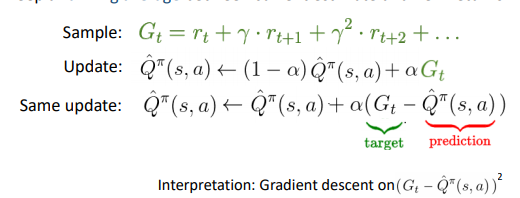 Sample: G_t = r_t + γ · r_{t+1} + γ² · r_{t+2} + ...
Update: Q̂^π(s, a) ← (1 − α) Q̂^π(s, a) + αG_t
Same update: Q̂^π(s, a) ← Q̂^π(s, a) + α(G_t − Q̂^π(s, a))
target prediction
Interpretation: Gradient descent on (G_t − Q̂^π(s, a))²